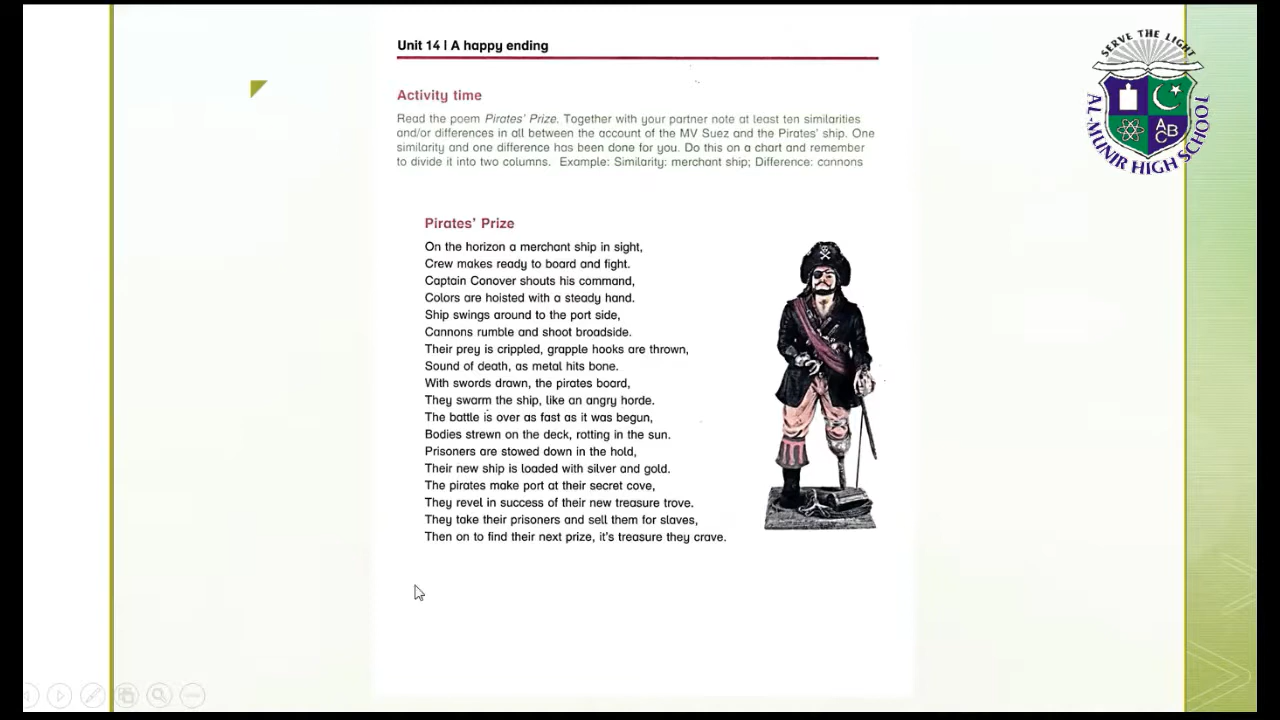 Unit 14 | A happy ending
SERVE THE LIGHT
AL-MUNIR HIGH SCHOOL
AB
C
Activity time
Read the poem Pirates' Prize. Together with your partner note at least ten similarities
and/or differences in all between the account of the MV Suez and the Pirates' ship. One
similarity and one difference has been done for you. Do this on a chart and remember
to divide it into two columns. Example: Similarity: merchant ship; Difference: cannons
Pirates' Prize
On the horizon a merchant ship in sight,
Crew makes ready to board and fight.
Captain Conover shouts his command,
Colors are hoisted with a steady hand.
Ship swings around to the port side,
Cannons rumble and shoot broadside.
Their prey is crippled, grapple hooks are thrown,
Sound of death, as metal hits bone.
With swords drawn, the pirates board,
They swarm the ship, like an angry horde.
The battle is over as fast as it was begun,
Bodies strewn on the deck, rotting in the sun.
Prisoners are stowed down in the hold,
Their new ship is loaded with silver and gold.
The pirates make port at their secret cove,
They revel in success of their new treasure trove.
They take their prisoners and sell them for slaves,
Then on to find their next prize, it's treasure they crave.